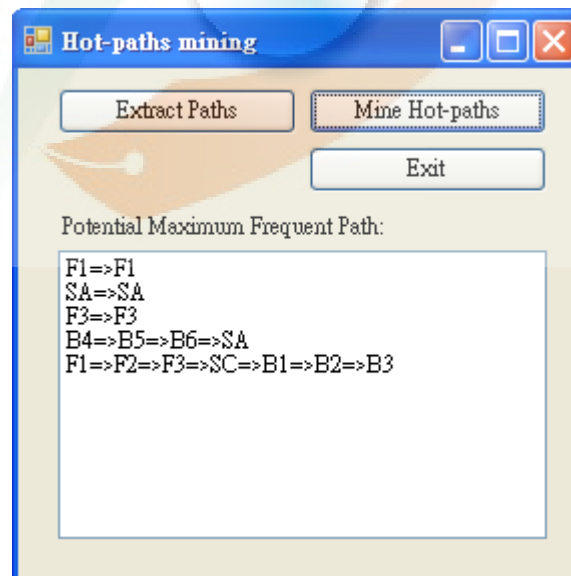 Hot-paths mining
Extract Paths
Mine Hot-paths
Exit
Potential Maximum Frequent Path:
F1=>F1
SA=>SA
F3=>F3
B4=>B5=>B6=>SA
F1=>F2=>F3=>SC=>B1=>B2=>B3